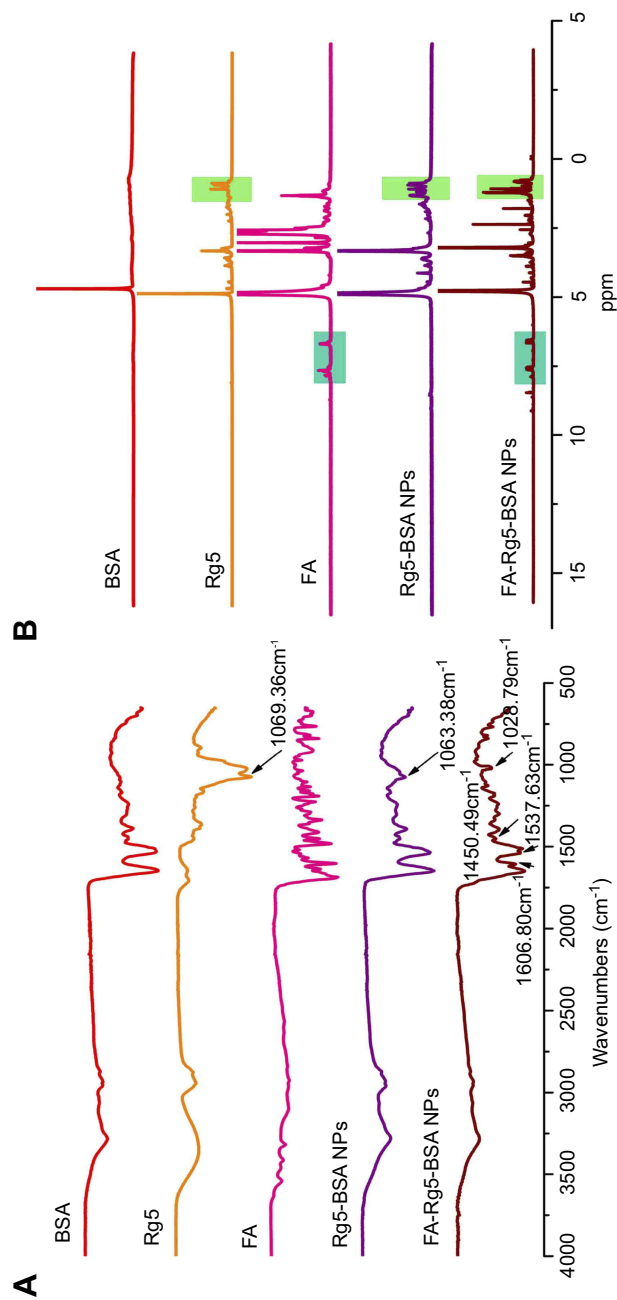 A
BSA
Rg5
1069.36cm⁻¹
FA
Rg5-BSA NPs
1063.38cm⁻¹
FA-Rg5-BSA NPs
1606.80cm⁻¹
1450.49cm⁻¹
1537.63cm⁻¹
1028.79cm⁻¹
4000 3500 3000 2500 2000 1500 1000 500
Wavenumbers (cm⁻¹)
B
BSA
Rg5
FA
Rg5-BSA NPs
FA-Rg5-BSA NPs
15 10 5 0 5
ppm